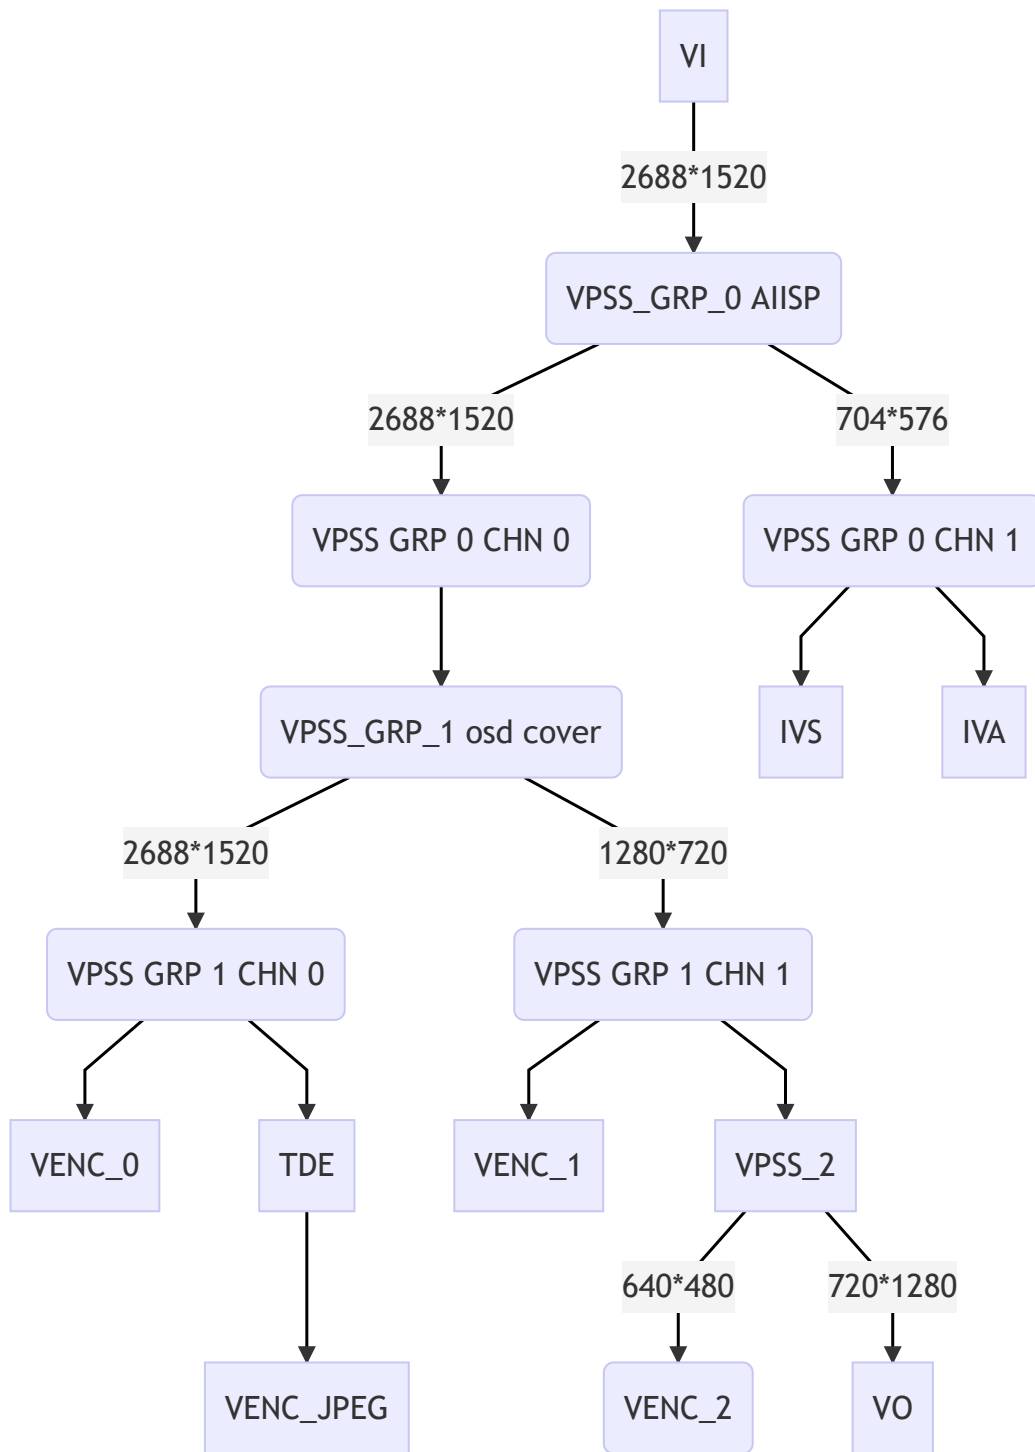 VI
2688*1520
VPSS_GRP_0 AIISP
2688*1520
704*576
VPSS GRP 0 CHN 0
VPSS GRP 0 CHN 1
VPSS_GRP_1 osd cover
IVS
IVA
2688*1520
1280*720
VPSS GRP 1 CHN 0
VPSS GRP 1 CHN 1
VENC_0
TDE
VENC_1
VPSS_2
640*480
720*1280
VENC_JPEG
VENC_2
VO